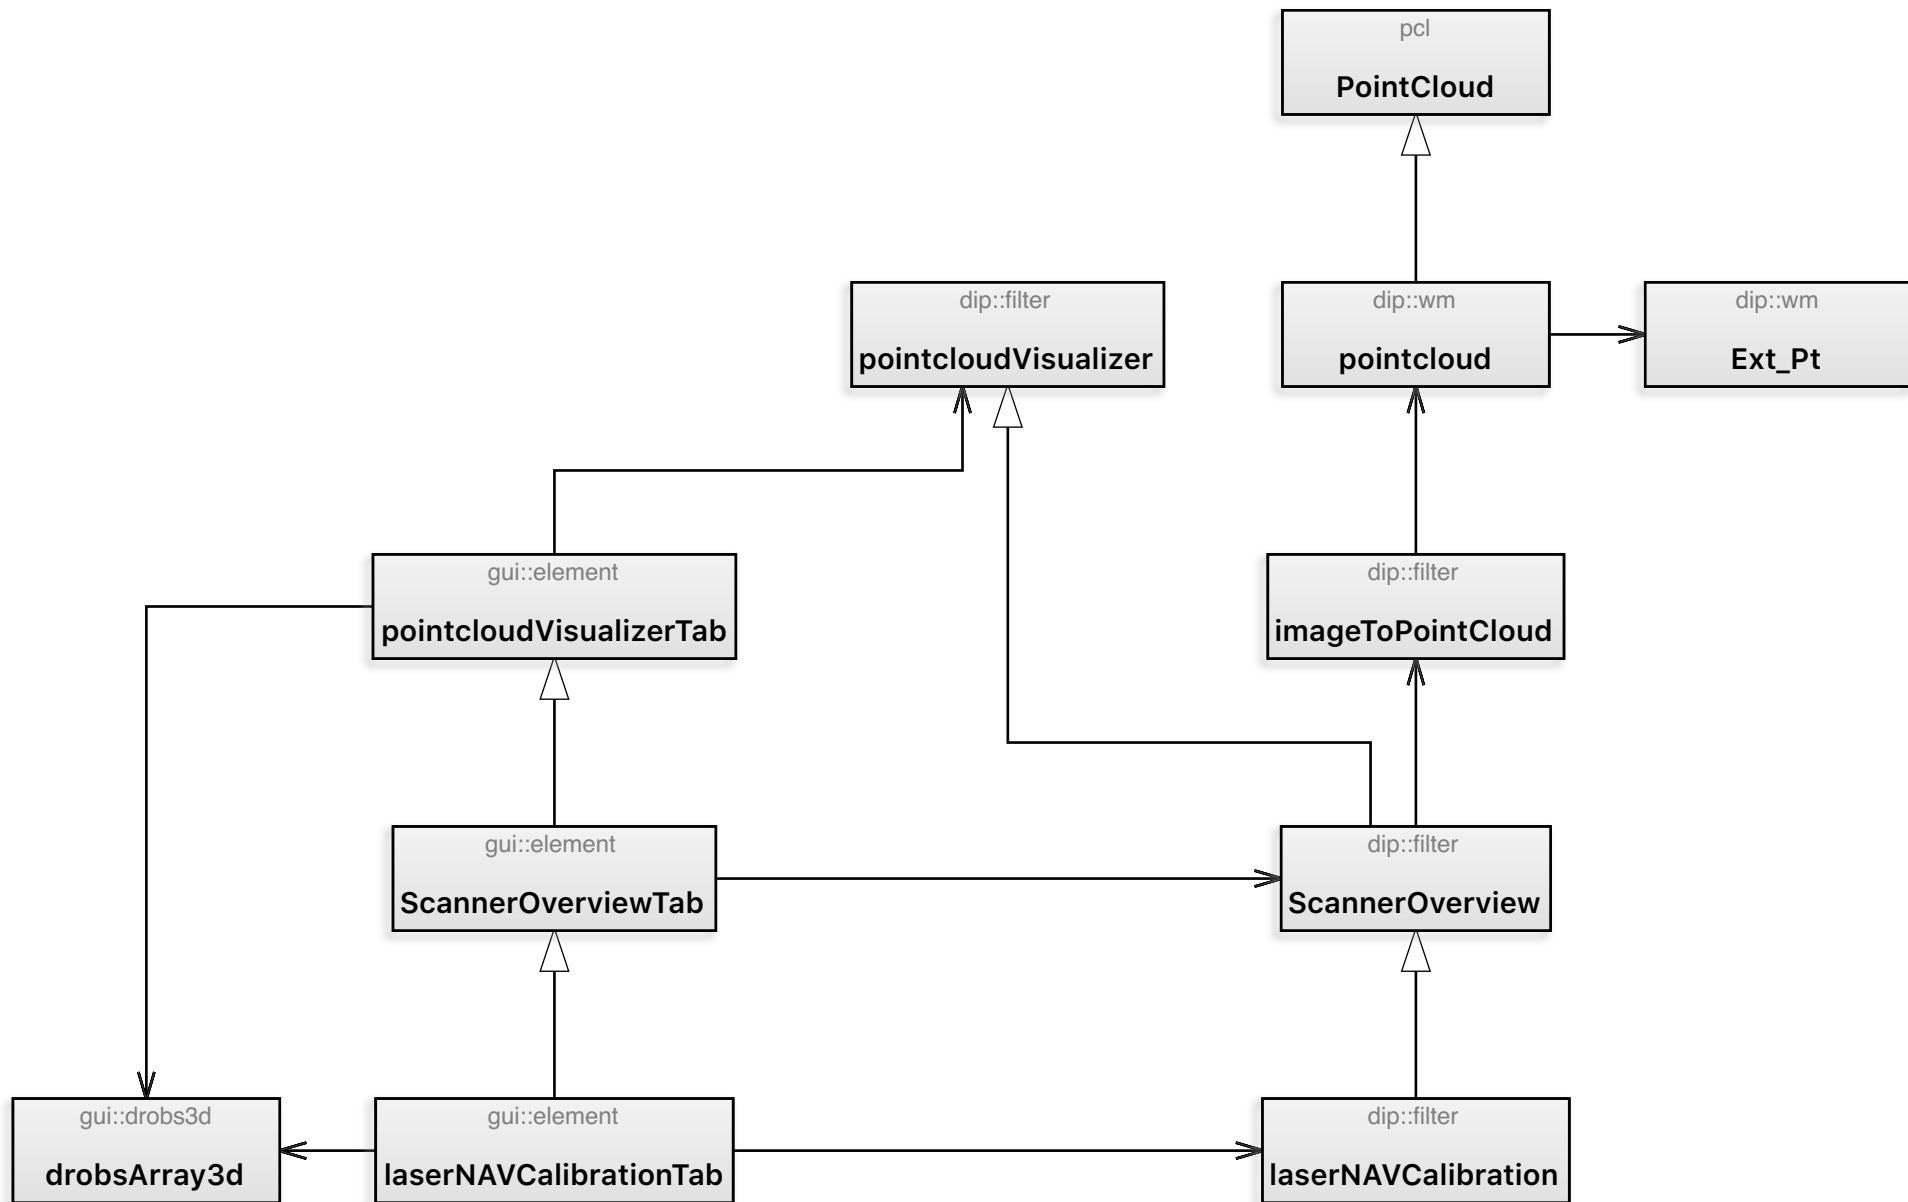 pcl
PointCloud
dip::filter
pointcloudVisualizer
dip::wm
pointcloud
dip::wm
Ext_Pt
gui::element
pointcloudVisualizerTab
dip::filter
imageToPointCloud
gui::element
ScannerOverviewTab
dip::filter
ScannerOverview
gui::drobs3d
drobsArray3d
gui::element
laserNAVCalibrationTab
dip::filter
laserNAVCalibration